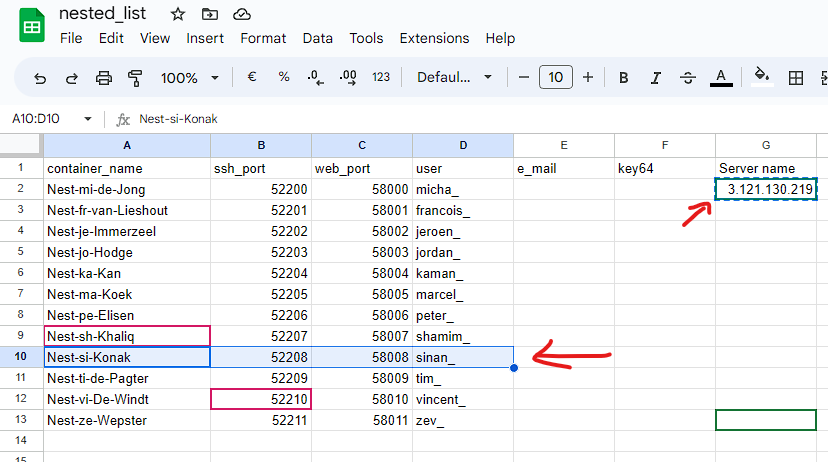 nested_list
File Edit View Insert Format Data Tools Extensions Help
100% € % .0 .00 123 Defaul... − 10 + B I S A
A10:D10 fx Nest-si-Konak
A B C D E F G
1 container_name ssh_port web_port user e_mail key64 Server name
2 Nest-mi-de-Jong 52200 58000 micha_ 3.121.130.219
3 Nest-fr-van-Lieshout 52201 58001 francois_
4 Nest-je-Immerzeel 52202 58002 jeroen_
5 Nest-jo-Hodge 52203 58003 jordan_
6 Nest-ka-Kan 52204 58004 kaman_
7 Nest-ma-Koek 52205 58005 marcel_
8 Nest-pe-Elisen 52206 58006 peter_
9 Nest-sh-Khaliq 52207 58007 shamim_
10 Nest-si-Konak 52208 58008 sinan_
11 Nest-ti-de-Pagter 52209 58009 tim_
12 Nest-vi-De-Windt 52210 58010 vincent_
13 Nest-ze-Wepster 52211 58011 zev_
14
15